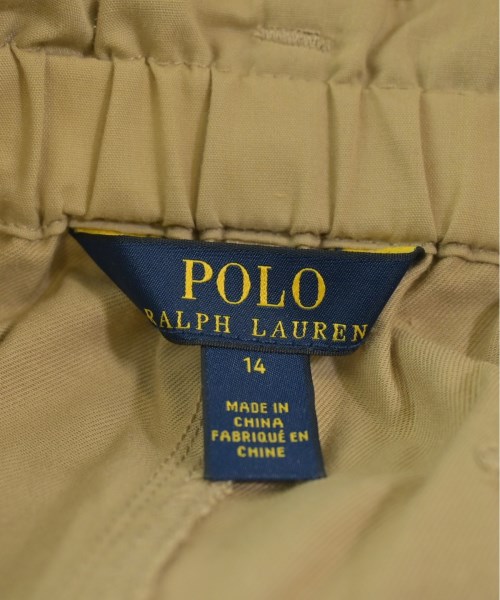 POLO
RALPH LAUREN
14
MADE IN
CHINA
FABRIQUÉ EN
CHINE